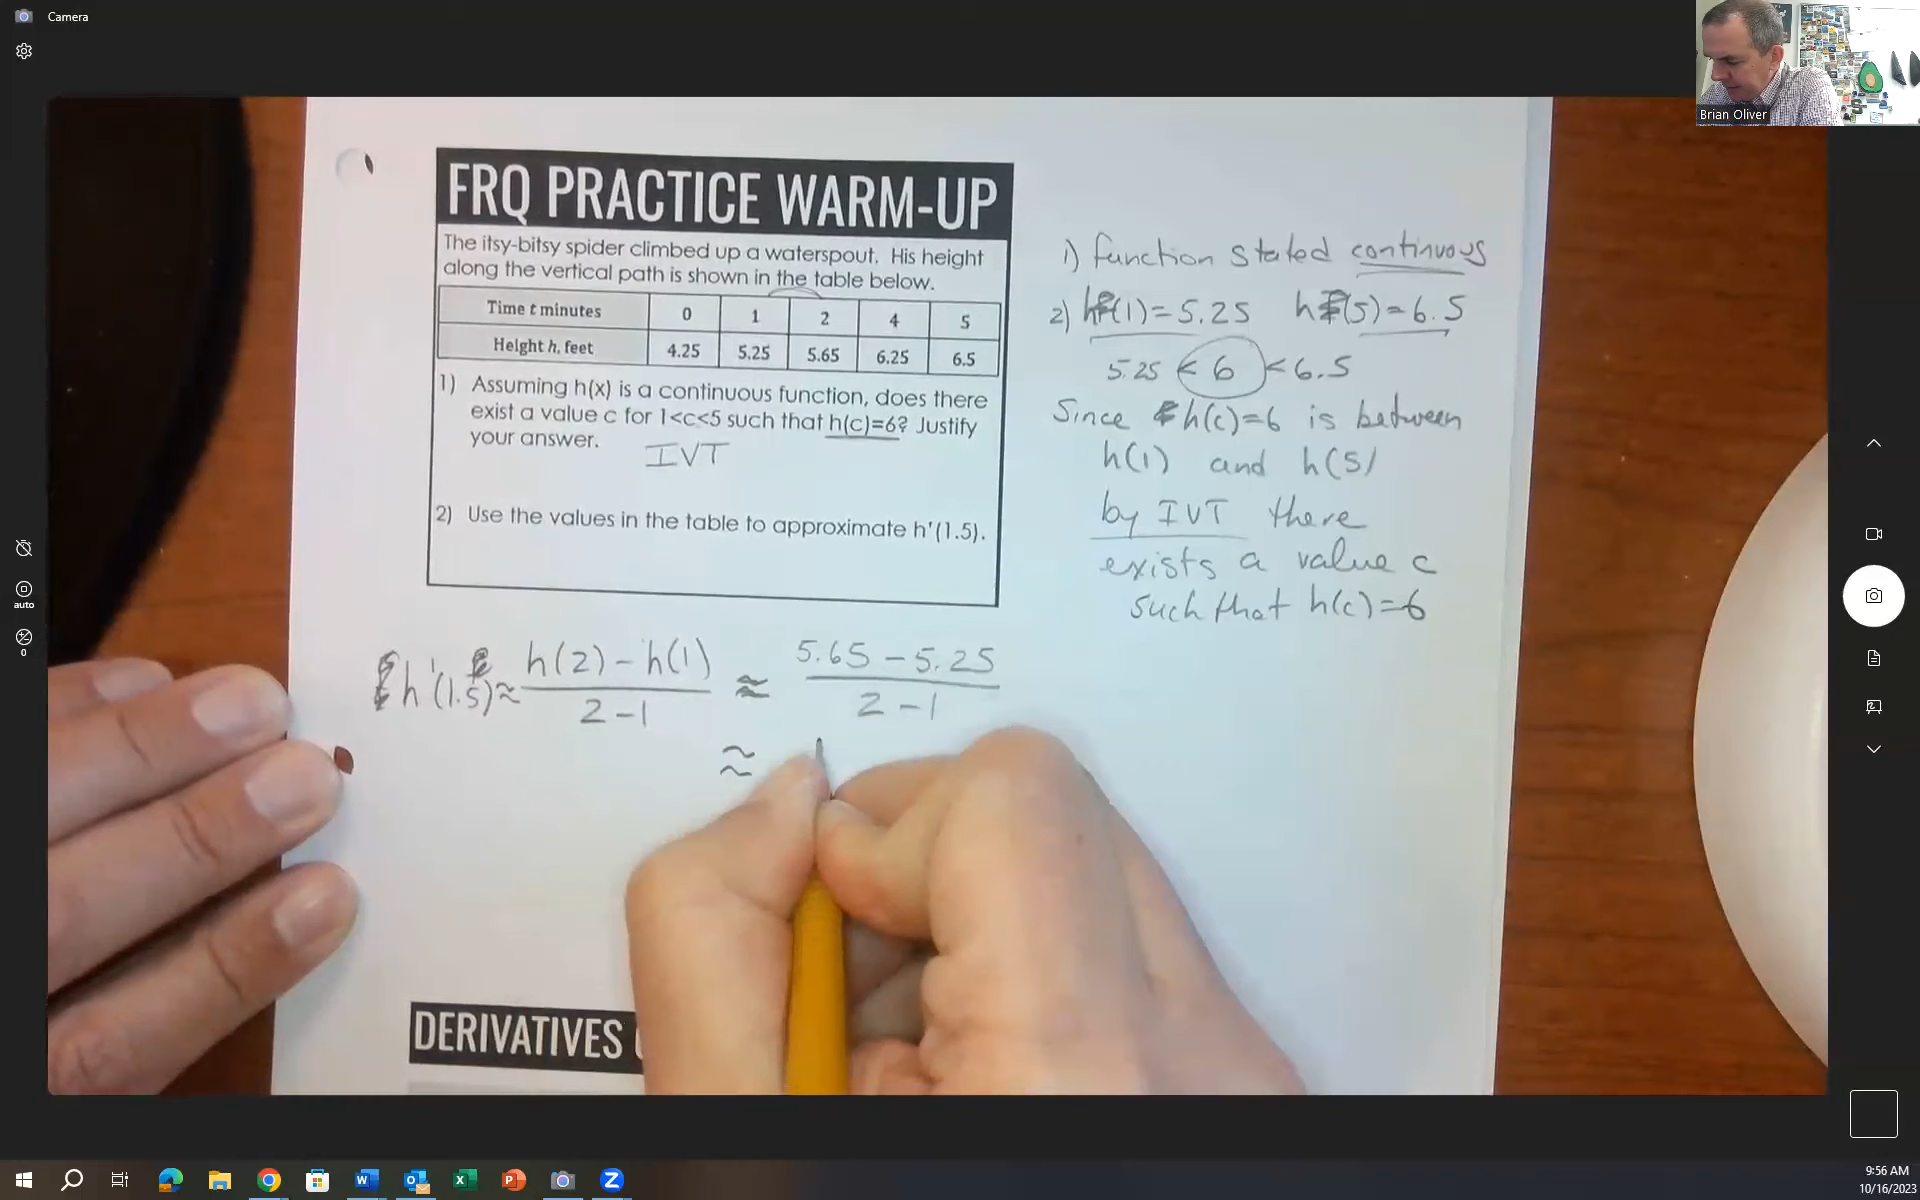 Camera
Brian Oliver
FRQ PRACTICE WARM-UP
The itsy-bitsy spider climbed up a waterspout. His height
along the vertical path is shown in the table below.
Time t minutes 0 1 2 4 5
Height h, feet 4.25 5.25 5.65 6.25 6.5
1) Assuming h(x) is a continuous function, does there
exist a value c for 1<c<5 such that h(c)=6? Justify
your answer.
IVT
2) Use the values in the table to approximate h'(1.5).
1) function stated continuous
2) h(1)=5.25 h(5)=6.5
5.25 < 6 < 6.5
Since h(c)=6 is between
h(1) and h(5)
by IVT there
exists a value c
such that h(c)=6
h'(1.5)≈ h(2)-h(1) ≈ 5.65-5.25
2-1 2-1
≈
DERIVATIVES
auto
0
9:56 AM
10/16/2023